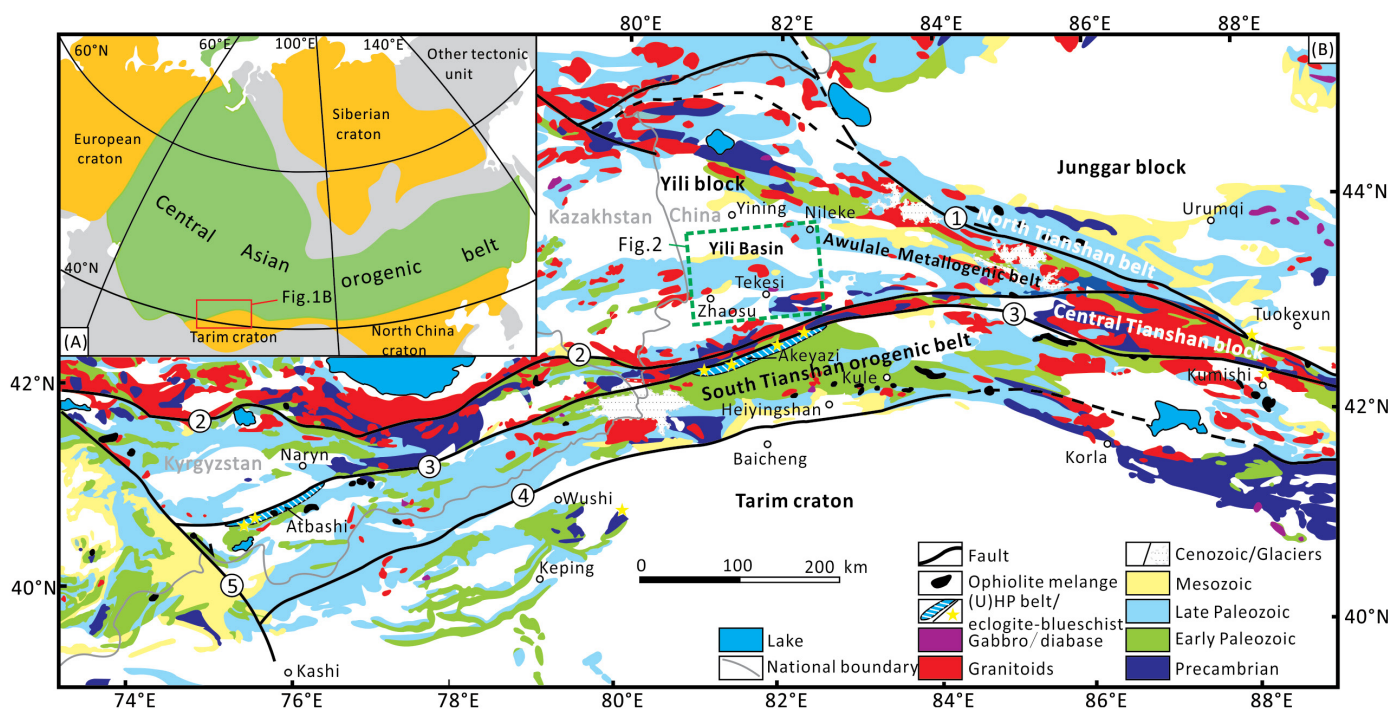 80°E
82°E
84°E
86°E
88°E
60°N
60°E
100°E
140°E
Other tectonic
unit
European
craton
Siberian
craton
Central
Asian
orogenic
belt
40°N
Fig.1B
(A)
Tarim craton
North China
craton
(B)
Junggar block
44°N
Yili block
Kazakhstan
China
Yining
Nileke
Urumqi
1
North Tianshan belt
Fig.2
Yili Basin
Awulale Metallogenic belt
Tekesi
Zhaosu
3
Tuokexun
Central Tianshan block
2
Akeyazi
South Tianshan orogenic belt
Kule
Kumishi
42°N
42°N
Heiyingshan
2
Kyrgyzstan
Naryn
3
Baicheng
Korla
4
Wushi
Tarim craton
Atbashi
Keping
40°N
5
40°N
Kashi
0
100
200
km
Fault
Ophiolite melange
(U)HP belt/
eclogite-blueschist
Gabbro/diabase
Granitoids
Lake
National boundary
Cenozoic/Glaciers
Mesozoic
Late Paleozoic
Early Paleozoic
Precambrian
74°E
76°E
78°E
80°E
82°E
84°E
86°E
88°E